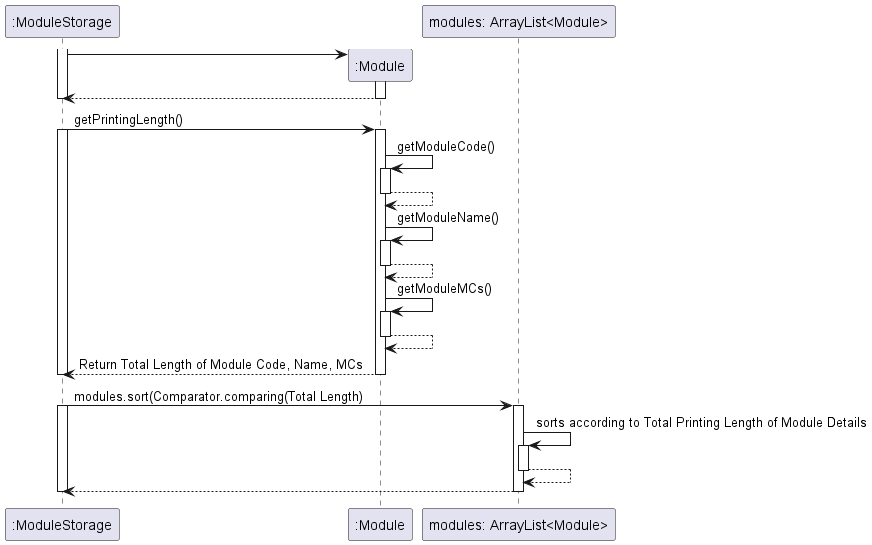 :ModuleStorage
modules: ArrayList<Module>
:Module
getPrintingLength()
getModuleCode()
getModuleName()
getModuleMCs()
Return Total Length of Module Code, Name, MCs
modules.sort(Comparator.comparing(Total Length)
sorts according to Total Printing Length of Module Details
:ModuleStorage
:Module
modules: ArrayList<Module>